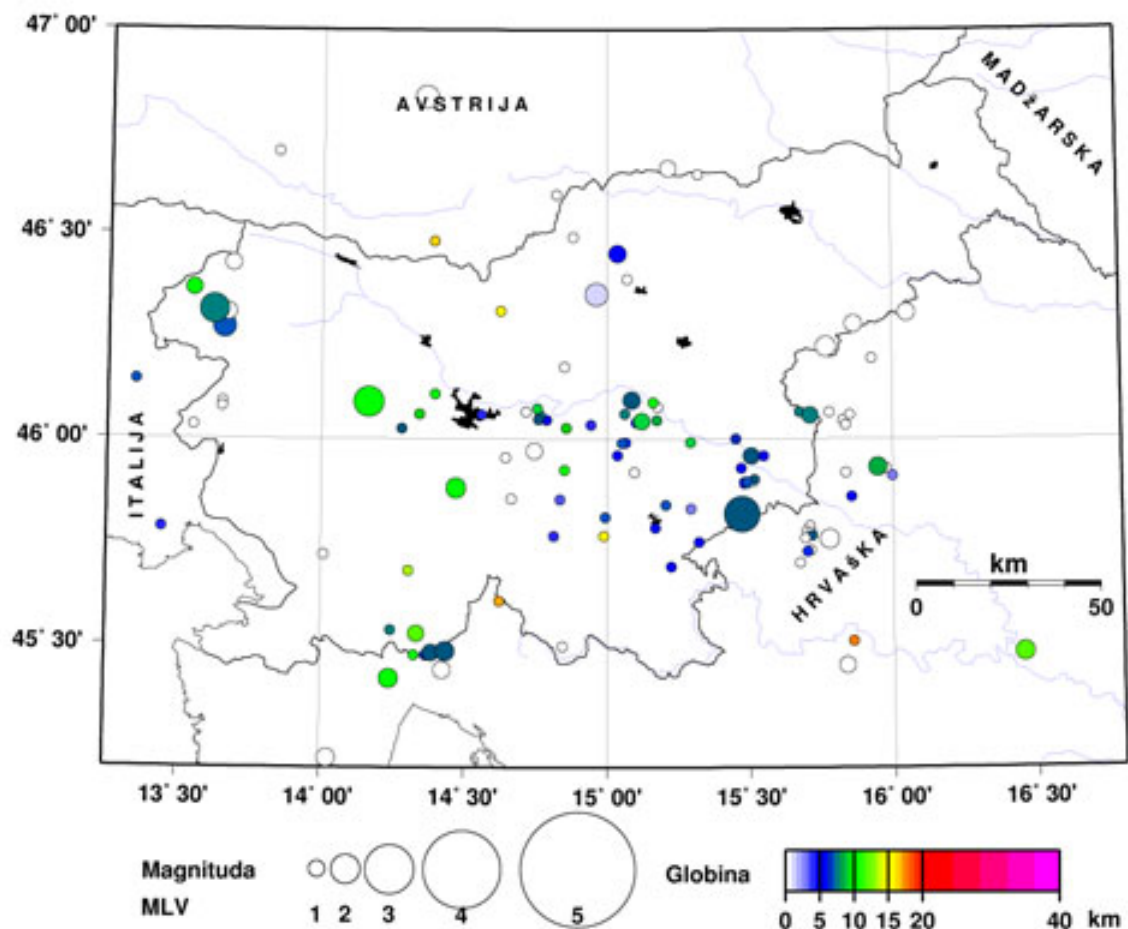 47° 00'
AVSTRIJA
MADžARSKA
46° 30'
ITALIJA
46° 00'
HRVAšKA
km
0 50
45° 30'
13° 30' 14° 00' 14° 30' 15° 00' 15° 30' 16° 00' 16° 30'
Magnituda
MLV
1 2 3 4 5
Globina
0 5 10 15 20 40 km